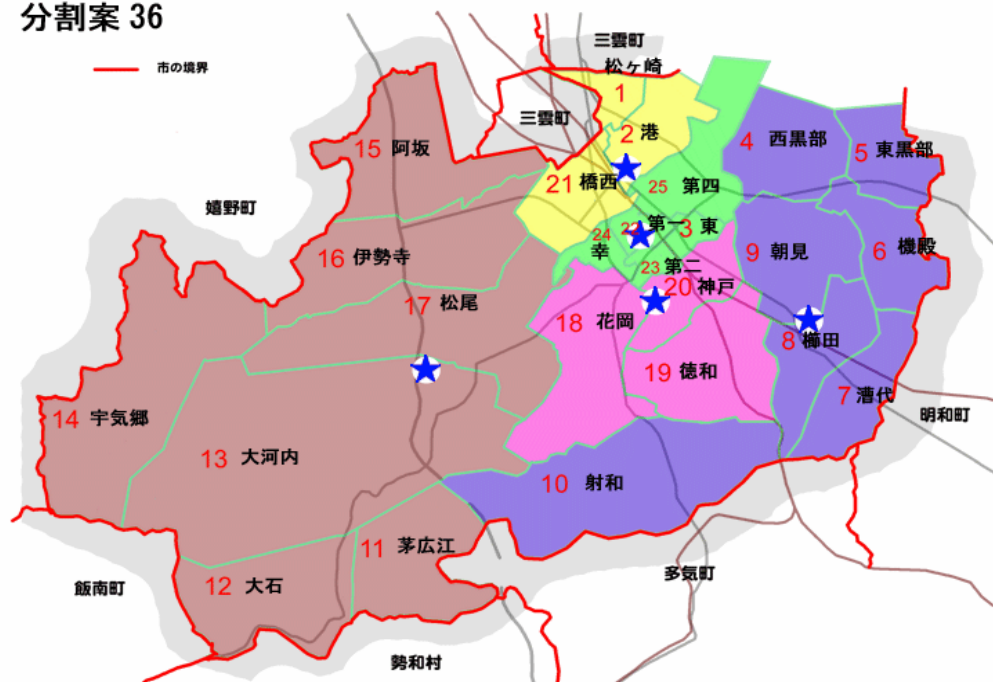 分割案 36
市の境界
三雲町
松ヶ崎
1
三雲町
2 港
4 西黒部
5 東黒部
15 阿坂
21 橋西
25 第四
嬉野町
22 第一
3 東
24
幸
16 伊勢寺
9 朝見
6 機殿
23 第二
20 神戸
17 松尾
18 花岡
8 櫛田
19 徳和
7 漕代
14 宇気郷
明和町
13 大河内
10 射和
11 茅広江
12 大石
飯南町
多気町
勢和村